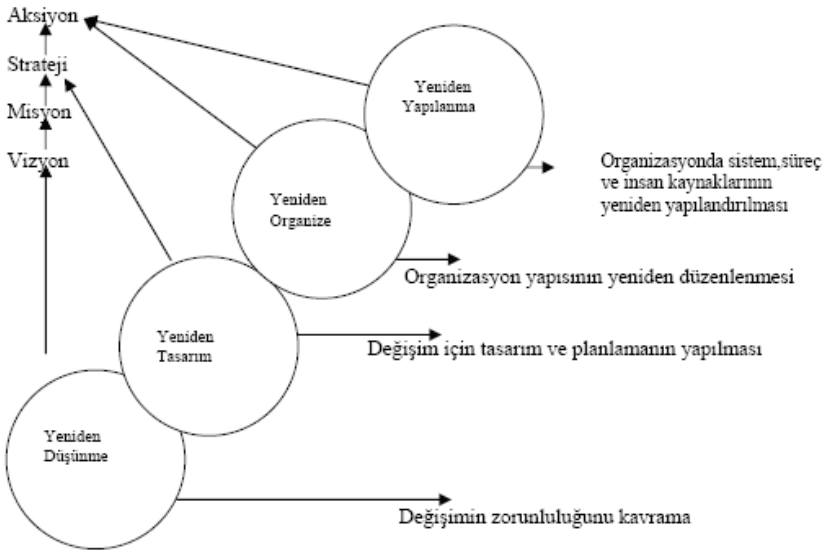 Aksiyon
Strateji
Misyon
Vizyon
Yeniden
Yapılanma
Organizasyonda sistem,süreç
ve insan kaynaklarının
yeniden yapılandırılması
Yeniden
Organize
Organizasyon yapısının yeniden düzenlenmesi
Yeniden
Tasarım
Değişim için tasarım ve planlamanın yapılması
Yeniden
Düşünme
Değişimin zorunluluğunu kavrama